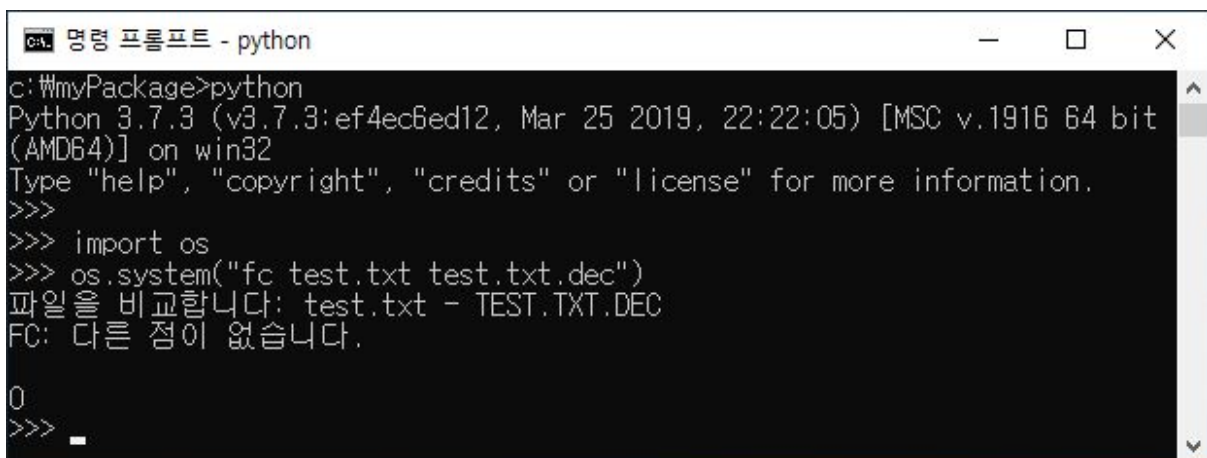 명령 프롬프트 - python
c:₩myPackage>python
Python 3.7.3 (v3.7.3:ef4ec6ed12, Mar 25 2019, 22:22:05) [MSC v.1916 64 bit
(AMD64)] on win32
Type "help", "copyright", "credits" or "license" for more information.
>>>
>>> import os
>>> os.system("fc test.txt test.txt.dec")
파일을 비교합니다: test.txt - TEST.TXT.DEC
FC: 다른 점이 없습니다.
0
>>>